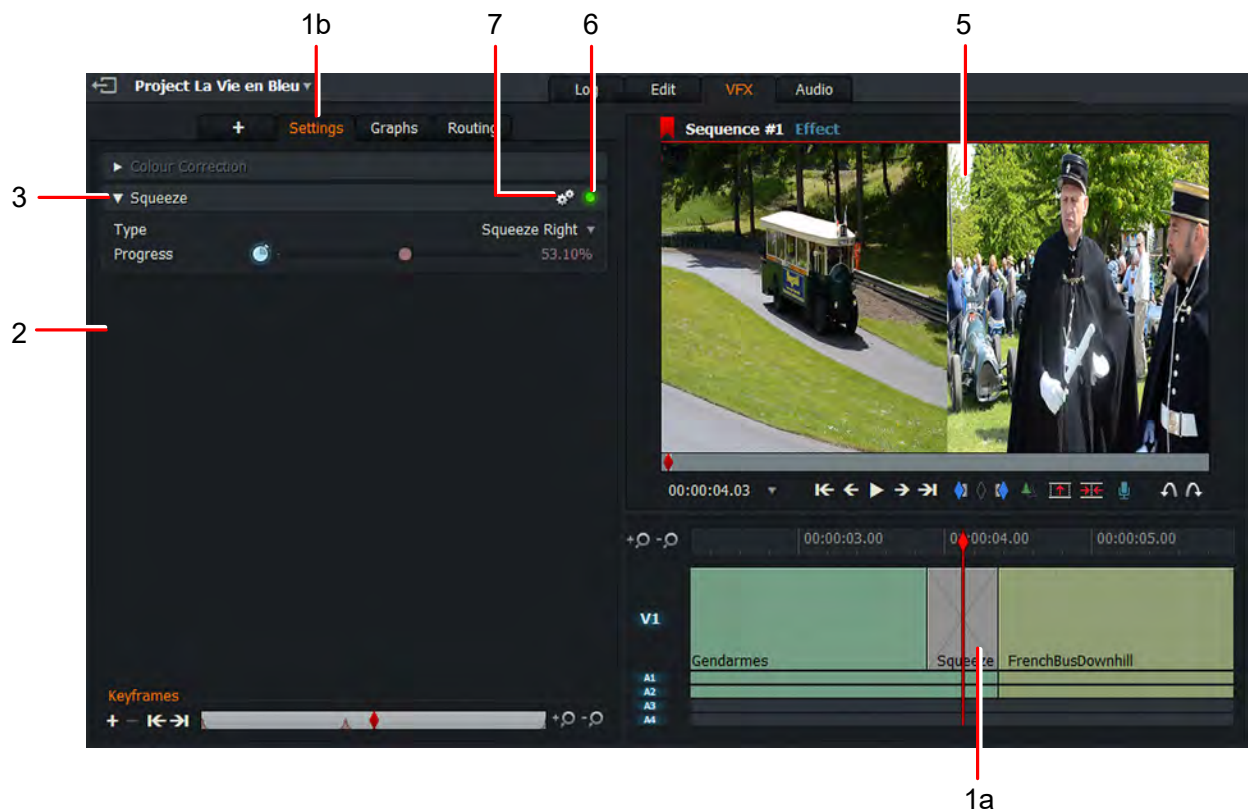 1b 7 6 5
Project La Vie en Bleu
Log Edit VFX Audio
+ Settings Graphs Routing
Sequence #1 Effect
Colour Correction
3
Squeeze
Type Squeeze Right
Progress 53.10%
2
00:00:04.03
00:00:03.00 00:00:04.00 00:00:05.00
V1
Gendarmes Squeeze FrenchBusDownhill
A1
A2
A3
A4
Keyframes
1a